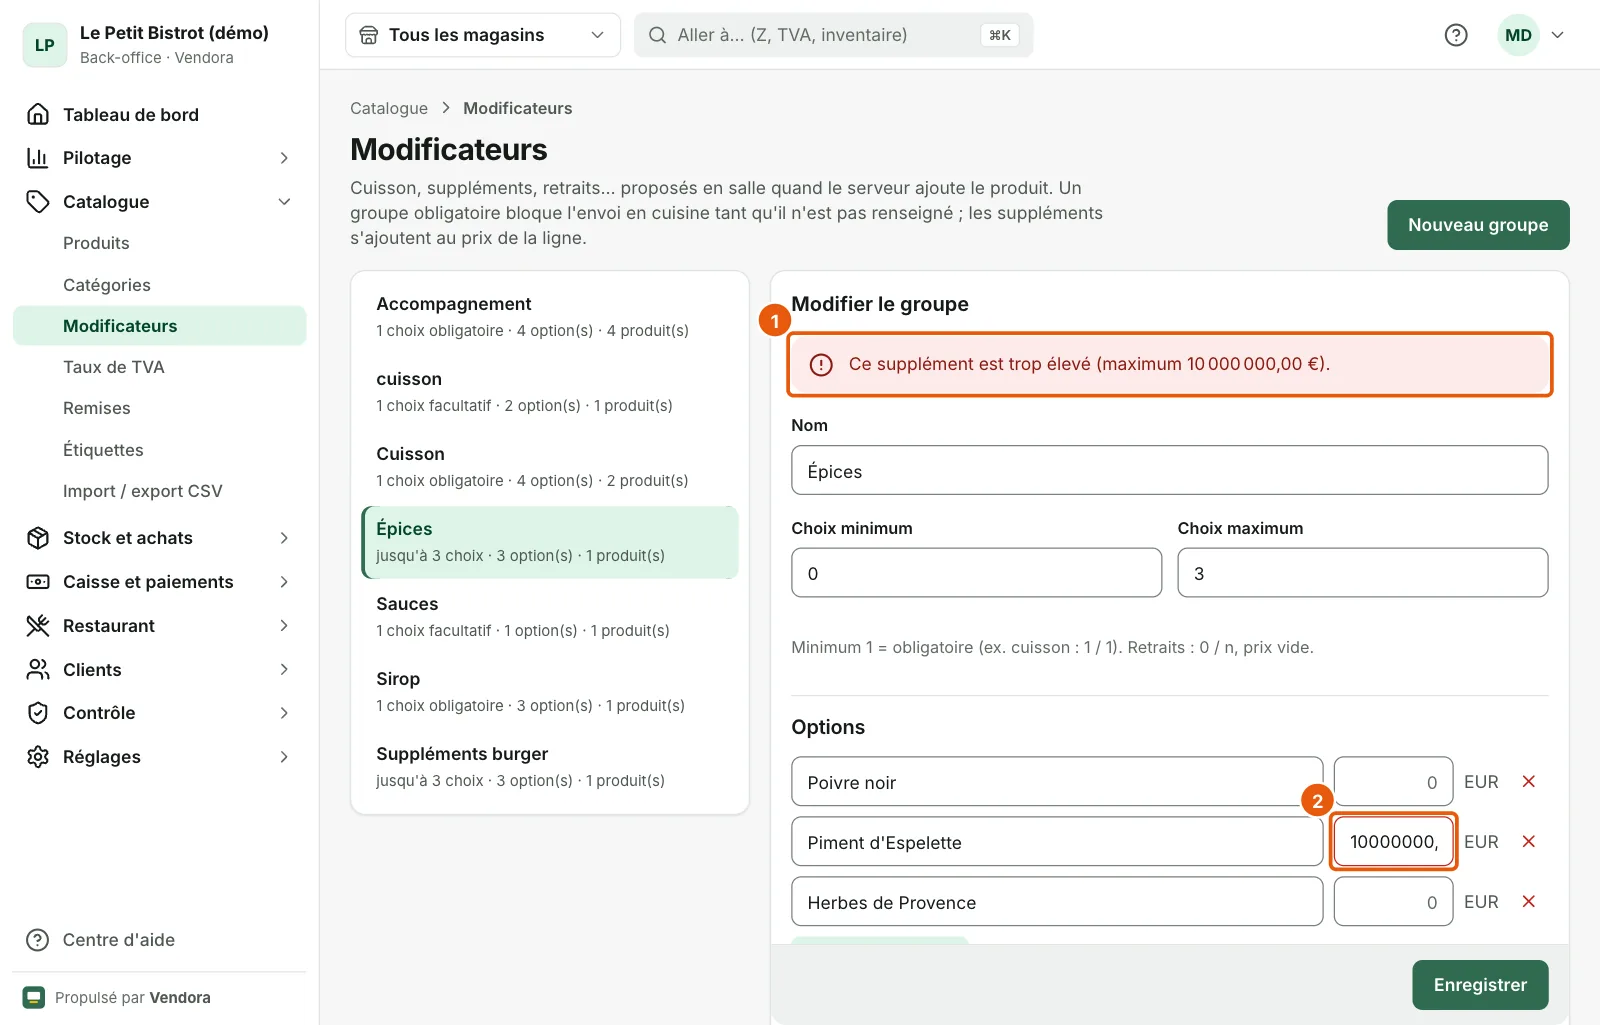 LP
Le Petit Bistrot (démo)
Back-office · Vendora
Tous les magasins
Aller à... (Z, TVA, inventaire)
⌘K
MD
Tableau de bord
Pilotage
Catalogue
Produits
Catégories
Modificateurs
Taux de TVA
Remises
Étiquettes
Import / export CSV
Stock et achats
Caisse et paiements
Restaurant
Clients
Contrôle
Réglages
Centre d'aide
Propulsé par Vendora
Catalogue > Modificateurs
Modificateurs
Cuisson, suppléments, retraits... proposés en salle quand le serveur ajoute le produit. Un
groupe obligatoire bloque l'envoi en cuisine tant qu'il n'est pas renseigné ; les suppléments
s'ajoutent au prix de la ligne.
Nouveau groupe
Accompagnement
1 choix obligatoire · 4 option(s) · 4 produit(s)
cuisson
1 choix facultatif · 2 option(s) · 1 produit(s)
Cuisson
1 choix obligatoire · 4 option(s) · 2 produit(s)
Épices
jusqu'à 3 choix · 3 option(s) · 1 produit(s)
Sauces
1 choix facultatif · 1 option(s) · 1 produit(s)
Sirop
1 choix obligatoire · 3 option(s) · 1 produit(s)
Suppléments burger
jusqu'à 3 choix · 3 option(s) · 1 produit(s)
Modifier le groupe
1
Ce supplément est trop élevé (maximum 10 000 000,00 €).
Nom
Épices
Choix minimum
Choix maximum
0
3
Minimum 1 = obligatoire (ex. cuisson : 1 / 1). Retraits : 0 / n, prix vide.
Options
Poivre noir
0
EUR
2
Piment d'Espelette
10000000,
EUR
Herbes de Provence
0
EUR
Enregistrer